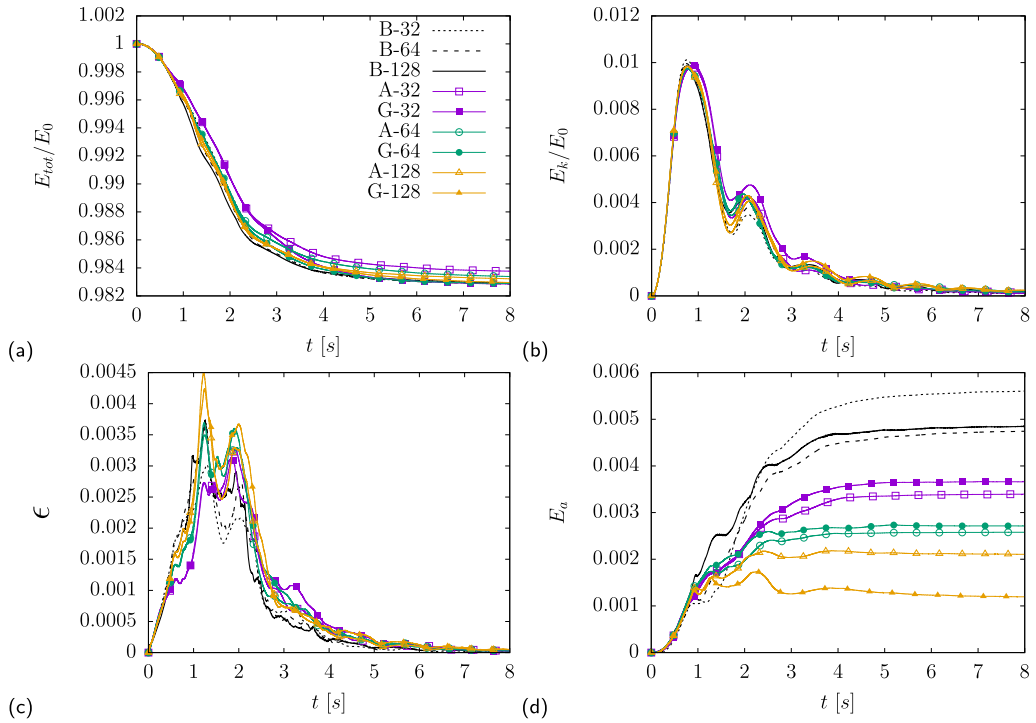 1.002
1
0.998
0.996
0.994
0.992
0.99
0.988
0.986
0.984
0.982
E_{tot}/E_0
0 1 2 3 4 5 6 7 8
t [s]
(a)
B-32
B-64
B-128
A-32
G-32
A-64
G-64
A-128
G-128
0.012
0.01
0.008
0.006
0.004
0.002
0
E_k/E_0
0 1 2 3 4 5 6 7 8
t [s]
(b)
0.0045
0.004
0.0035
0.003
0.0025
0.002
0.0015
0.001
0.0005
0
ϵ
0 1 2 3 4 5 6 7 8
t [s]
(c)
0.006
0.005
0.004
0.003
0.002
0.001
0
E_a
0 1 2 3 4 5 6 7 8
t [s]
(d)